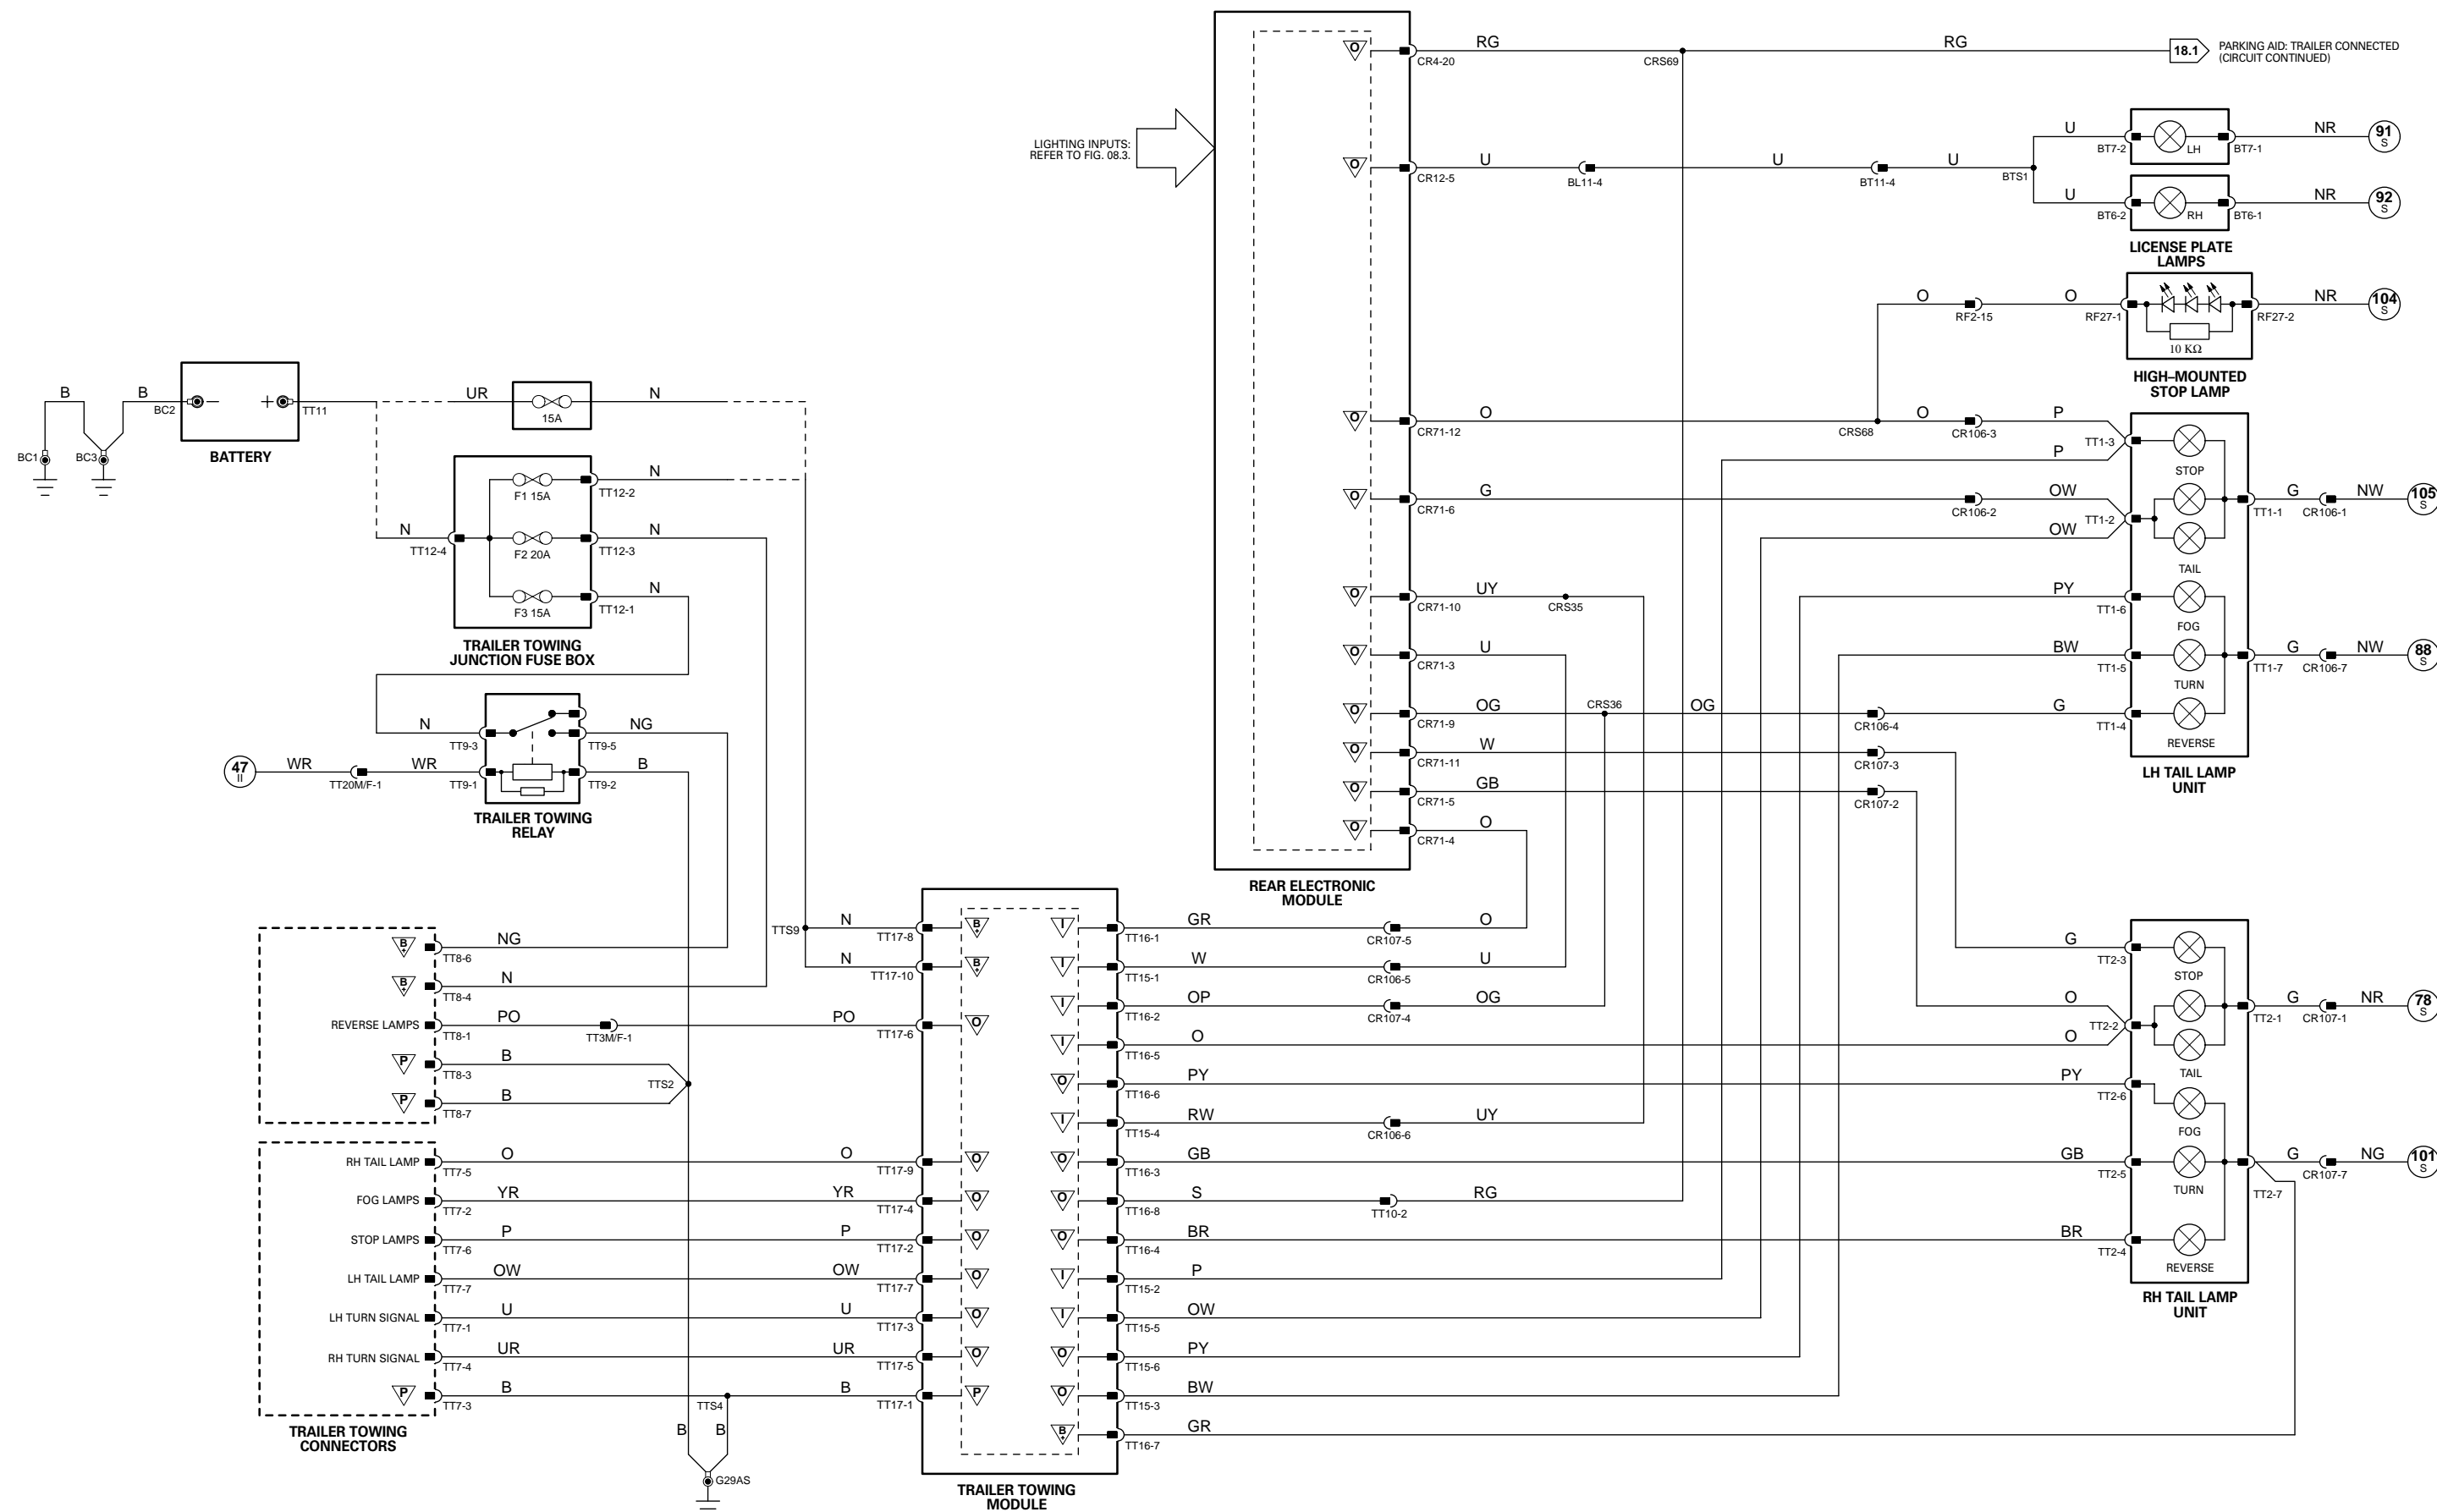 RG
RG
CR4-20
CRS69
18.1
PARKING AID: TRAILER CONNECTED
(CIRCUIT CONTINUED)
O
LIGHTING INPUTS:
REFER TO FIG. 08.3.
O
CR12-5
U
BL11-4
U
BT11-4
U
BTS1
U
BT7-2
LH
BT7-1
NR
91
S
U
BT6-2
RH
BT6-1
NR
92
S
LICENSE PLATE
LAMPS
O
RF2-15
O
RF27-1
10 KΩ
RF27-2
NR
104
S
HIGH–MOUNTED
STOP LAMP
B
B
BC2
BC1
BC3
–
+
TT11
BATTERY
UR
15A
N
F1 15A
TT12-2
N
N
TT12-4
F2 20A
TT12-3
N
F3 15A
TT12-1
N
TRAILER TOWING
JUNCTION FUSE BOX
N
TT9-3
TT9-5
NG
47
II
WR
TT20M/F-1
WR
TT9-1
TT9-2
B
TRAILER TOWING
RELAY
O
CR71-12
O
CRS68
O
CR106-3
P
TT1-3
P
STOP
O
CR71-6
G
CR106-2
OW
TT1-2
OW
TAIL
TT1-1
G
CR106-1
NW
105
S
O
CR71-10
UY
CRS35
PY
TT1-6
FOG
O
CR71-3
U
BW
TT1-5
TURN
TT1-7
G
CR106-7
NW
88
S
O
CR71-9
OG
CRS36
OG
CR106-4
G
TT1-4
REVERSE
O
CR71-11
W
CR107-3
LH TAIL LAMP
UNIT
O
CR71-5
GB
CR107-2
O
CR71-4
O
REAR ELECTRONIC
MODULE
B
+
TT8-6
NG
B
+
TT8-4
N
REVERSE LAMPS
TT8-1
PO
TT3M/F-1
PO
TT17-6
O
P
TT8-3
B
P
TT8-7
B
TTS2
RH TAIL LAMP
TT7-5
O
O
TT17-9
O
FOG LAMPS
TT7-2
YR
YR
TT17-4
O
STOP LAMPS
TT7-6
P
P
TT17-2
O
LH TAIL LAMP
TT7-7
OW
OW
TT17-7
O
LH TURN SIGNAL
TT7-1
U
U
TT17-3
O
RH TURN SIGNAL
TT7-4
UR
UR
TT17-5
O
P
TT7-3
B
TTS4
B
TT17-1
P
TRAILER TOWING
CONNECTORS
B
B
G29AS
TTS9
N
TT17-8
B
+
N
TT17-10
B
+
I
TT16-1
GR
CR107-5
O
I
TT15-1
W
CR106-5
U
I
TT16-2
OP
CR107-4
OG
I
TT16-5
O
O
O
TT16-6
PY
PY
I
TT15-4
RW
CR106-6
UY
O
TT16-3
GB
GB
O
TT16-8
S
TT10-2
RG
O
TT16-4
BR
BR
I
TT15-2
P
I
TT15-5
OW
O
TT15-6
PY
O
TT15-3
BW
B
+
TT16-7
GR
TRAILER TOWING
MODULE
G
TT2-3
STOP
O
TT2-2
TAIL
TT2-1
G
CR107-1
NR
78
S
TT2-6
FOG
TT2-5
TURN
TT2-7
G
CR107-7
NG
101
S
TT2-4
REVERSE
RH TAIL LAMP
UNIT